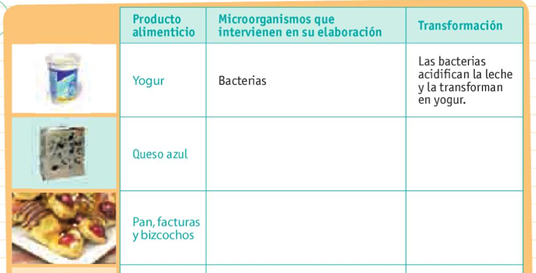 Producto
alimenticio
Microorganismos que
intervienen en su elaboración
Transformación
Yogur
Bacterias
Las bacterias
acidifican la leche
y la transforman
en yogur.
Queso azul
Pan, facturas
y bizcochos